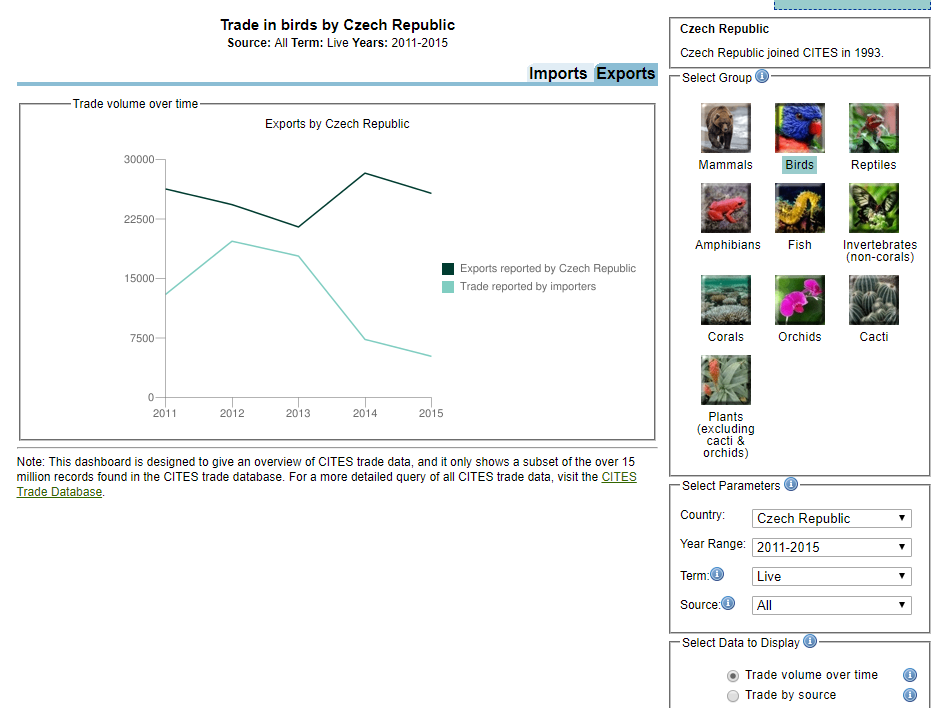 Trade in birds by Czech Republic
Source: All Term: Live Years: 2011-2015
Imports Exports
Trade volume over time
Exports by Czech Republic
30000
22500
15000
7500
0
2011 2012 2013 2014 2015
Exports reported by Czech Republic
Trade reported by importers
Note: This dashboard is designed to give an overview of CITES trade data, and it only shows a subset of the over 15
million records found in the CITES trade database. For a more detailed query of all CITES trade data, visit the CITES
Trade Database.
Czech Republic
Czech Republic joined CITES in 1993.
Select Group
Mammals Birds Reptiles
Amphibians Fish Invertebrates
(non-corals)
Corals Orchids Cacti
Plants
(excluding
cacti &
orchids)
Select Parameters
Country: Czech Republic
Year Range: 2011-2015
Term: Live
Source: All
Select Data to Display
Trade volume over time
Trade by source